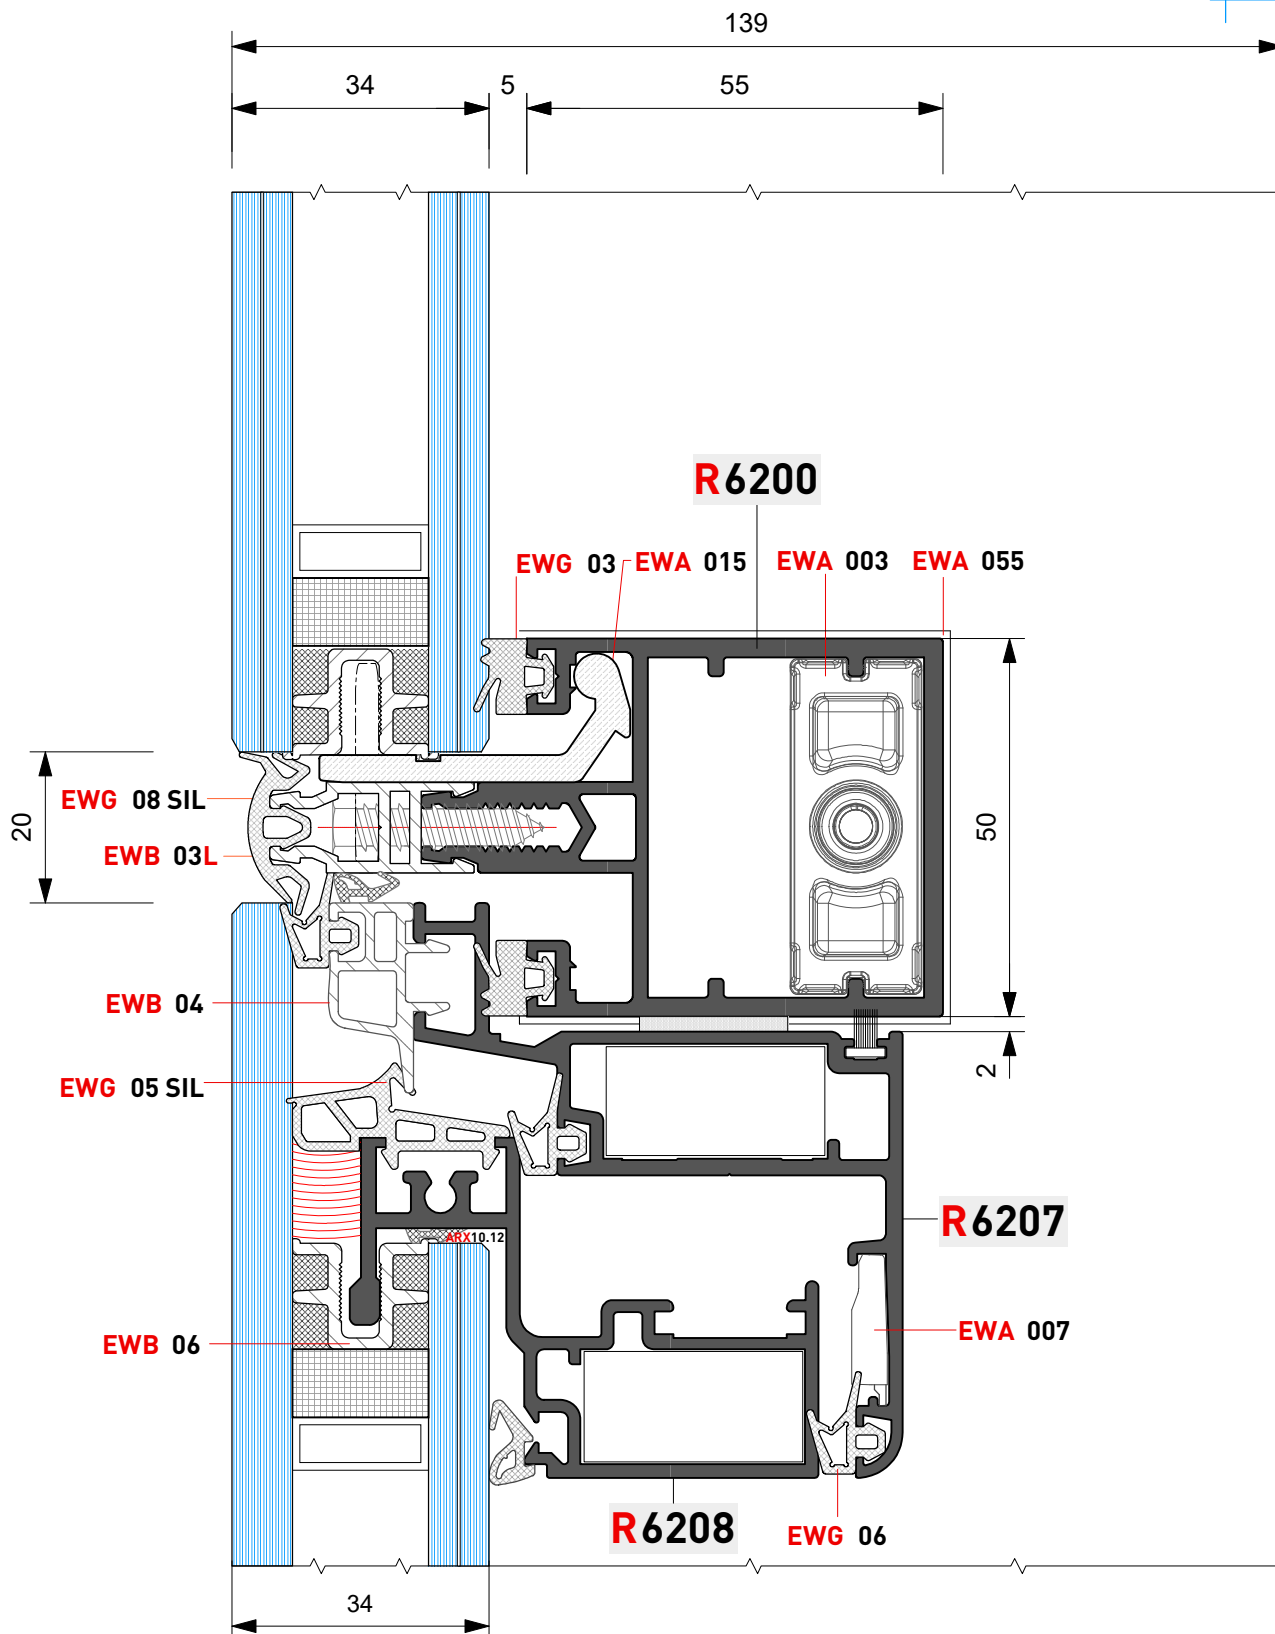 139
34 5 55
R6200
EWG 03 EWA 015 EWA 003 EWA 055
EWG 08 SIL
20
50
EWB 03L
EWB 04
2
EWG 05 SIL
R6207
ARX10.12
EWB 06
EWA 007
R6208
EWG 06
34